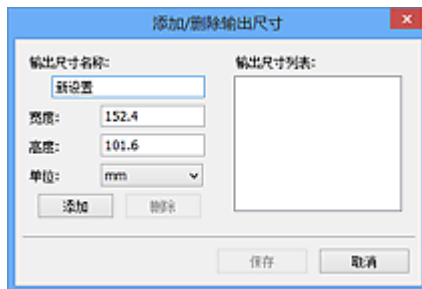 添加/删除输出尺寸
输出尺寸名称:
新设置
宽度: 152.4
高度: 101.6
单位: mm
添加 删除
输出尺寸列表:
保存 取消